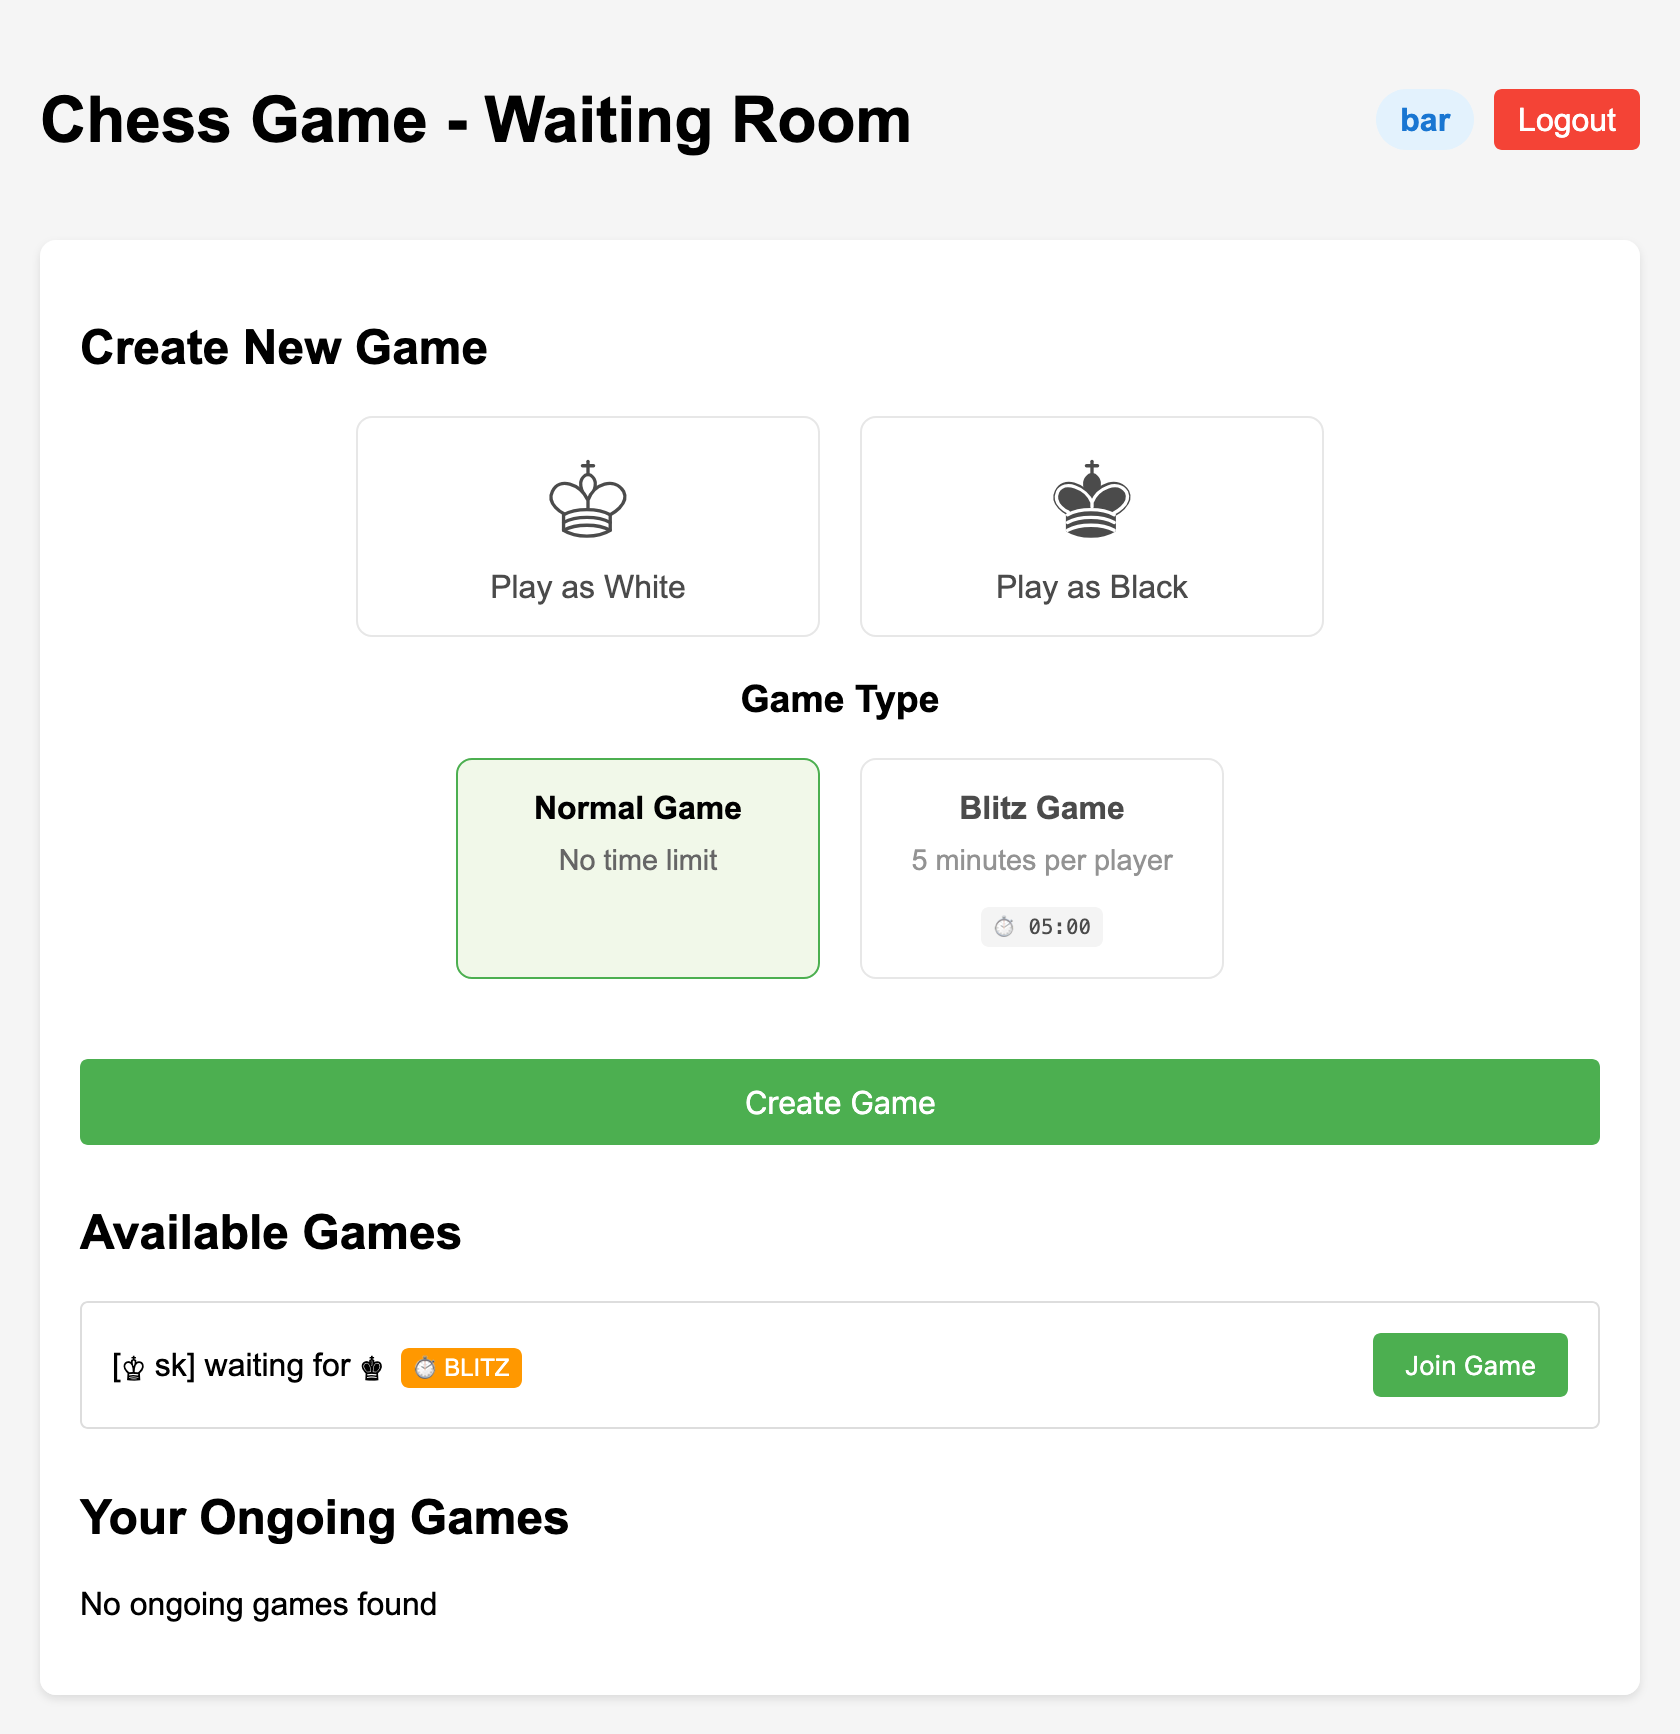 Chess Game - Waiting Room
bar
Logout
Create New Game
♔
♚
Play as White
Play as Black
Game Type
Normal Game
No time limit
Blitz Game
5 minutes per player
⏱ 05:00
Create Game
Available Games
[♔ sk] waiting for ♚ ⏱ BLITZ
Join Game
Your Ongoing Games
No ongoing games found